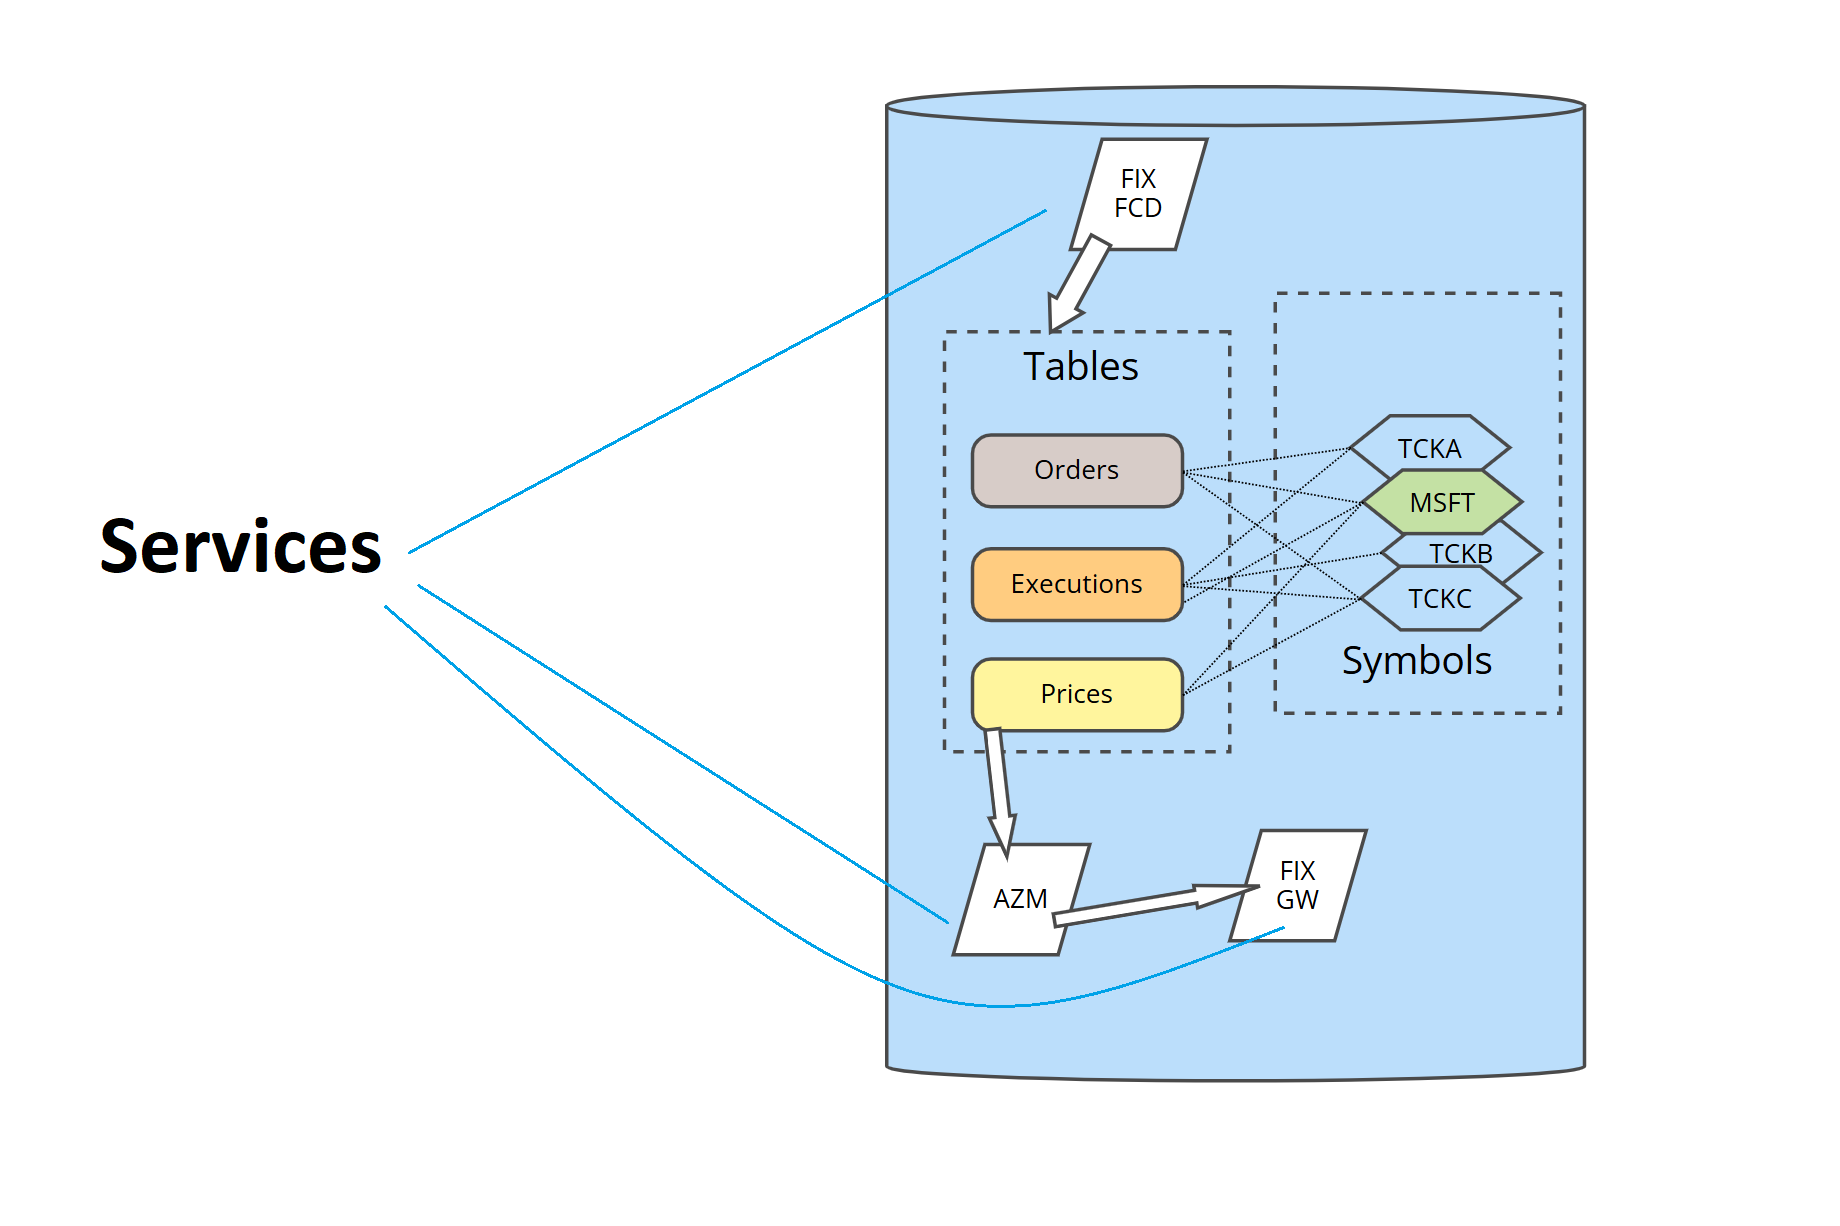 FIX
FCD
Tables
Orders
Executions
Prices
TCKA
MSFT
TCKB
TCKC
Symbols
Services
AZM
FIX
GW